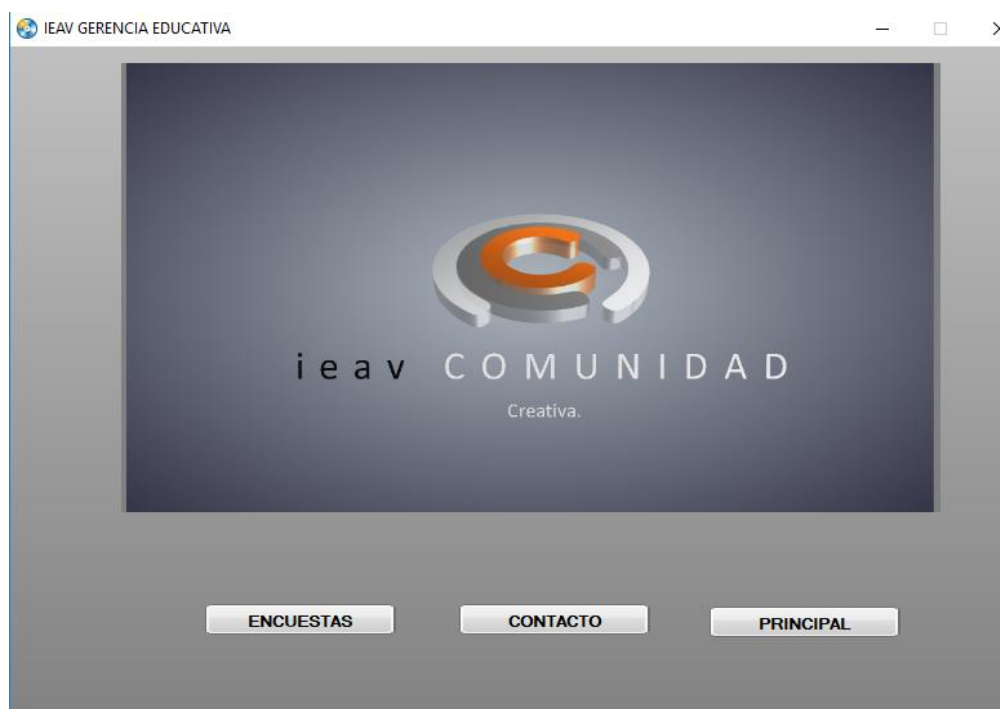 IEAV GERENCIA EDUCATIVA
ieav COMUNIDAD
Creativa.
ENCUESTAS
CONTACTO
PRINCIPAL